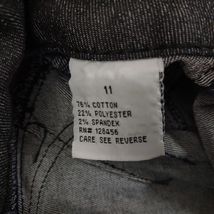 11
76% COTTON
22% POLYESTER
2% SPANDEX
RN# 128456
CARE SEE REVERSE